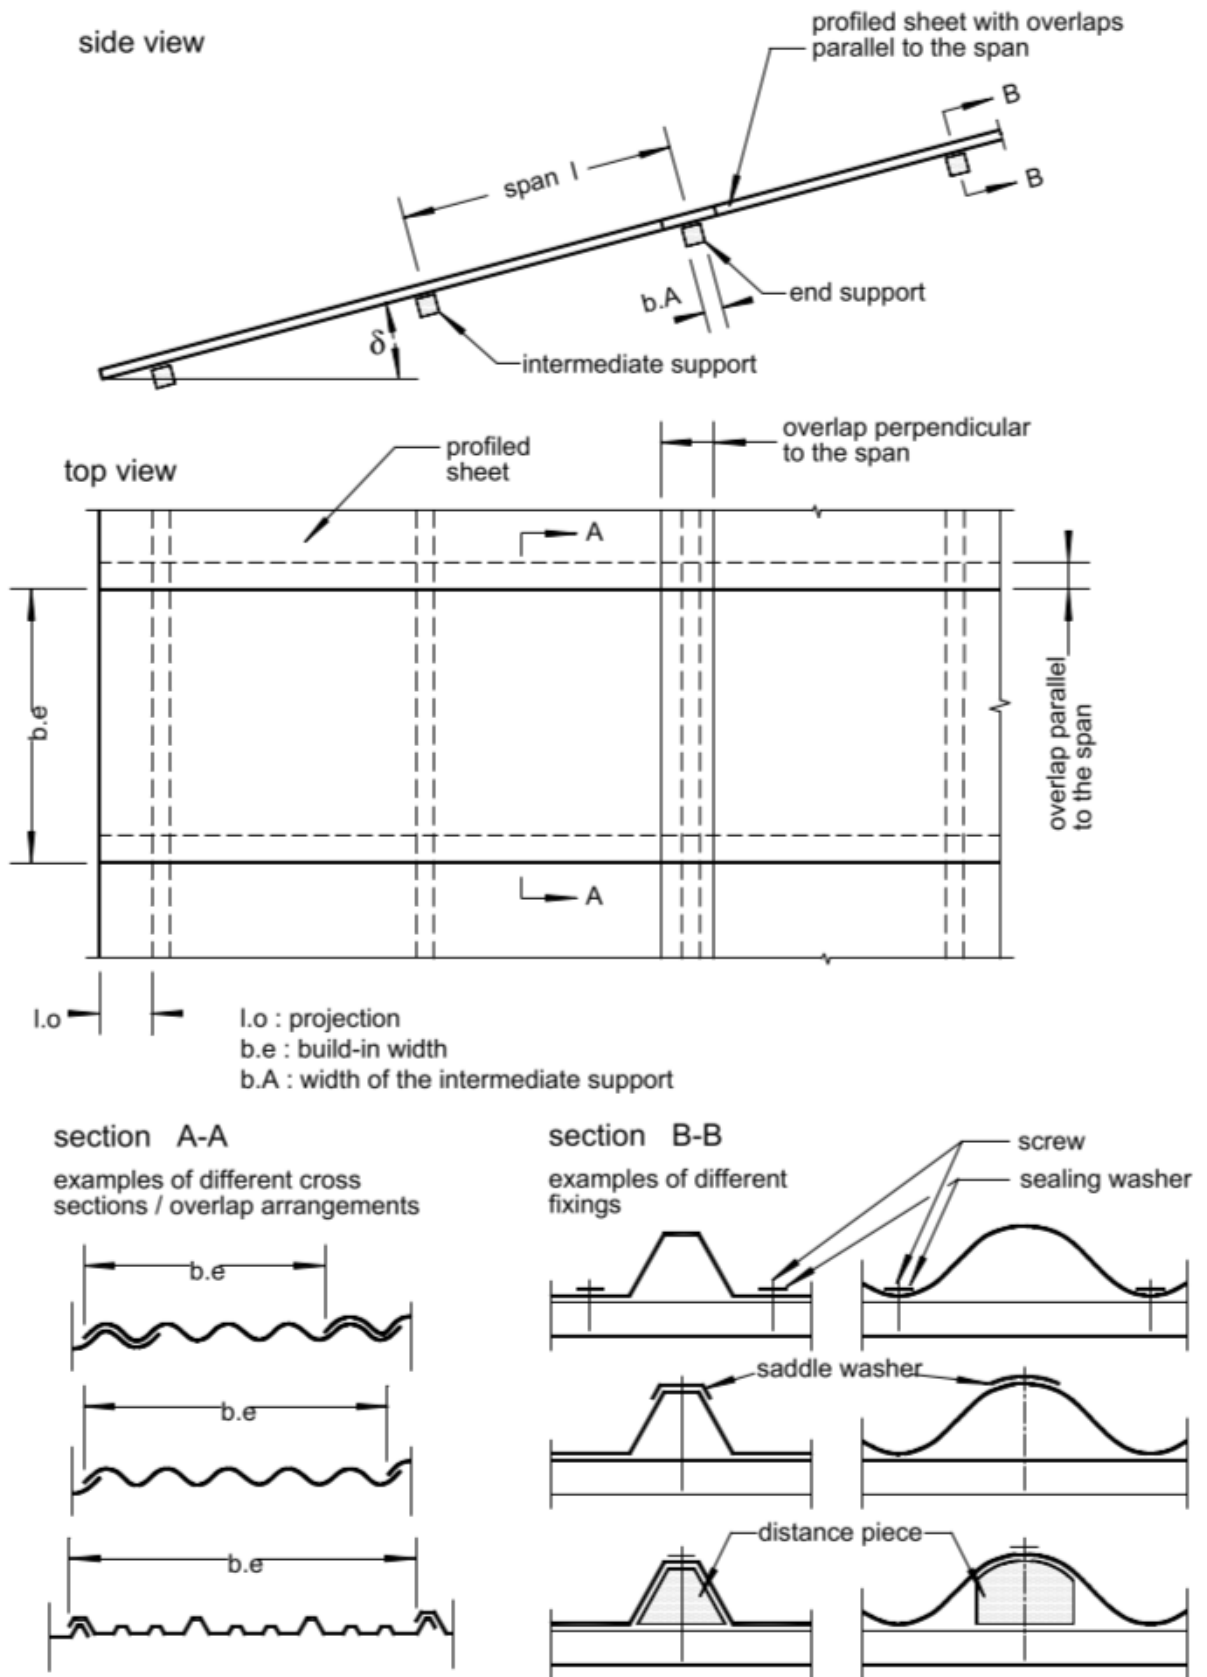 side view
profiled sheet with overlaps
parallel to the span
B
B
span l
b.A
end support
δ
intermediate support
overlap perpendicular
to the span
profiled
sheet
top view
A
b.e
overlap parallel
to the span
A
l.o
l.o : projection
b.e : build-in width
b.A : width of the intermediate support
section A-A
examples of different cross
sections / overlap arrangements
b.e
b.e
b.e
section B-B
examples of different
fixings
screw
sealing washer
saddle washer
distance piece